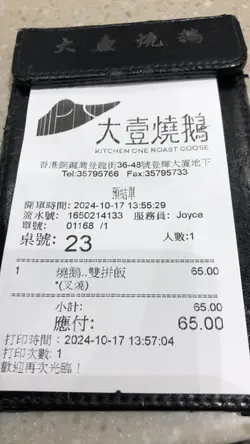 大壹燒鵝
大壹燒鵝
KITCHEN ONE ROAST GOOSE
香港銅鑼灣登龍街36-48號登輝大廈地下
Tel:35795766 Fax:35795733
預結單
開單時間: 2024-10-17 13:55:29
流水號: 1650214133 服務員: Joyce
單號: 01168 /1
桌號: 23 人數:1
1 燒鵝..雙拼飯 65.00
*(叉燒)
小計: 65.00
應付: 65.00
打印時間: 2024-10-17 13:57:04
打印次數: 1
歡迎再次光臨!